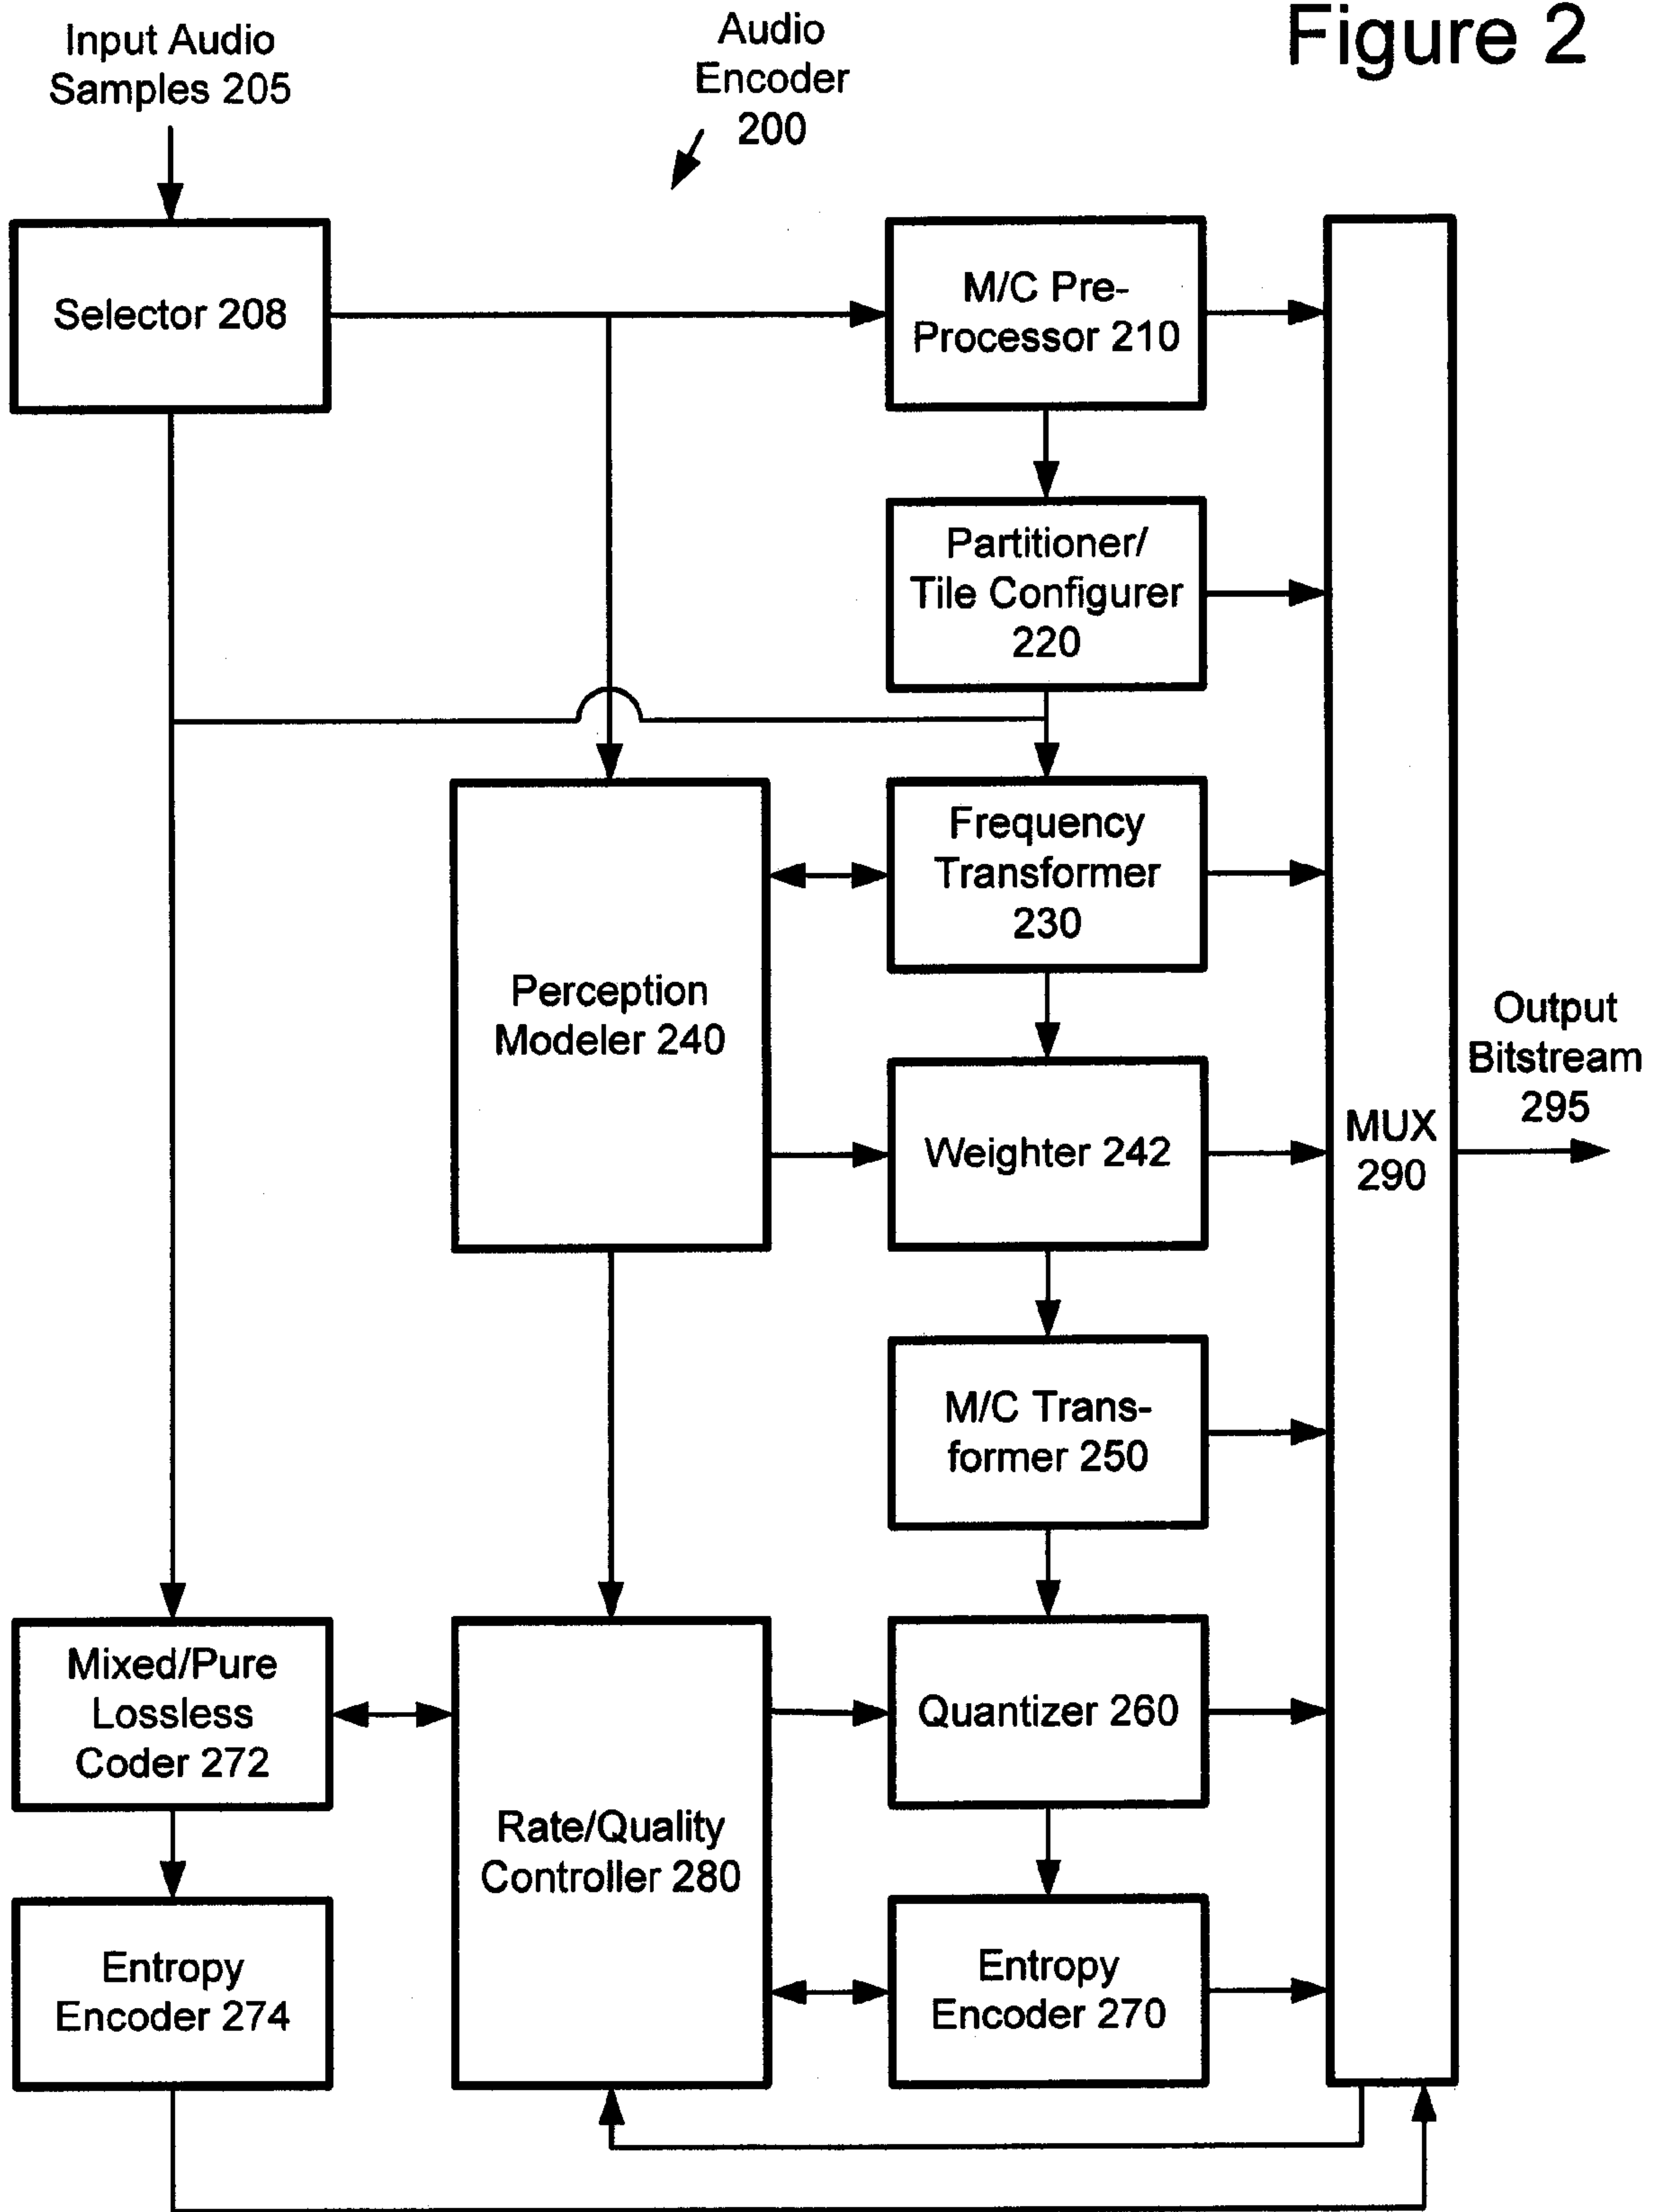 Figure 2
Input Audio
Samples 205
Audio
Encoder
200
Selector 208
M/C Pre-
Processor 210
Partitioner/
Tile Configurer
220
Frequency
Transformer
230
Perception
Modeler 240
Output
Bitstream
295
MUX
290
Weighter 242
M/C Trans-
former 250
Mixed/Pure
Lossless
Coder 272
Quantizer 260
Rate/Quality
Controller 280
Entropy
Encoder 274
Entropy
Encoder 270